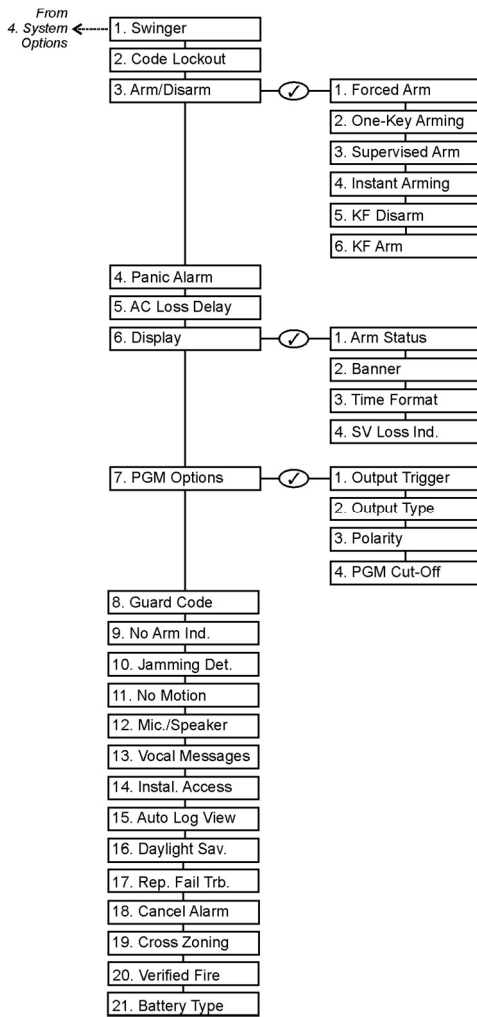 From
4. System
Options
1. Swinger
2. Code Lockout
3. Arm/Disarm
1. Forced Arm
2. One-Key Arming
3. Supervised Arm
4. Instant Arming
5. KF Disarm
6. KF Arm
4. Panic Alarm
5. AC Loss Delay
6. Display
1. Arm Status
2. Banner
3. Time Format
4. SV Loss Ind.
7. PGM Options
1. Output Trigger
2. Output Type
3. Polarity
4. PGM Cut-Off
8. Guard Code
9. No Arm Ind.
10. Jamming Det.
11. No Motion
12. Mic./Speaker
13. Vocal Messages
14. Instal. Access
15. Auto Log View
16. Daylight Sav.
17. Rep. Fail Trb.
18. Cancel Alarm
19. Cross Zoning
20. Verified Fire
21. Battery Type